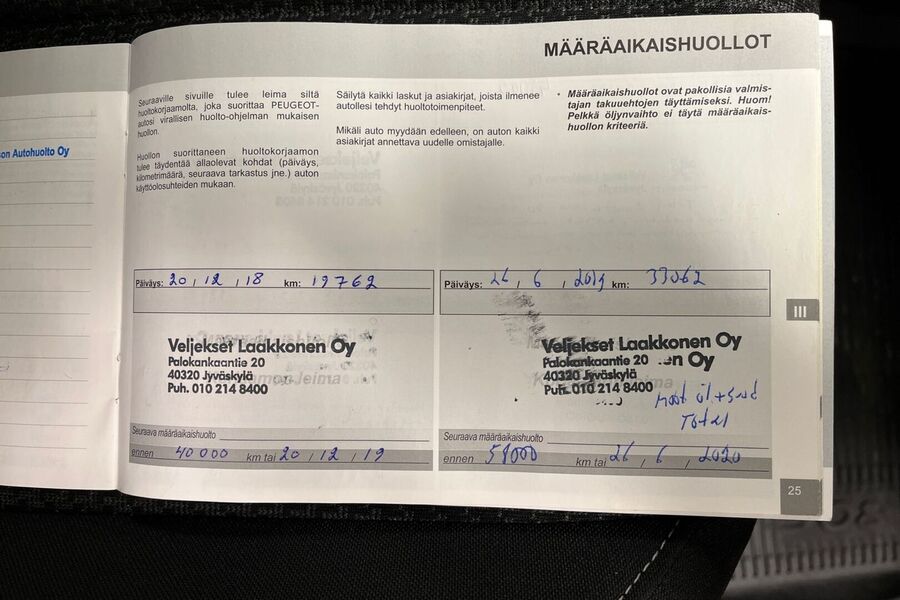 MÄÄRÄAIKAISHUOLLOT
Seuraaville sivuille tulee leima siltä
huoltokorjaamolta, joka suorittaa PEUGEOT-
autosi virallisen huolto-ohjelman mukaisen
huollon.
Huollon suorittaneen huoltokorjaamon
tulee täydentää allaolevat kohdat (päiväys,
kilometrimäärä, seuraava tarkastus jne.) auton
käyttöolosuhteiden mukaan.
Säilytä kaikki laskut ja asiakirjat, joista ilmenee
autollesi tehdyt huoltotoimenpiteet.
Mikäli auto myydään edelleen, on auton kaikki
asiakirjat annettava uudelle omistajalle.
• Määräaikaishuollot ovat pakollisia valmis-
tajan takuuehtojen täyttämiseksi. Huom!
Pelkkä öljynvaihto ei täytä määräaikais-
huollon kriteeriä.
son Autohuolto Oy
Päiväys: 20 / 12 / 18 km: 19762
Veljekset Laakkonen Oy
Palokankaantie 20
40320 Jyväskylä
Puh. 010 214 8400
Seuraava määräaikaishuolto
ennen 40000 km tai 20 / 12 / 19
Päiväys: 26 / 6 / 2019 km: 33062
Veljekset Laakkonen Oy
Palokankaantie 20
40320 Jyväskylä
Puh. 010 214 8400
Total
Seuraava määräaikaishuolto
ennen 58000 km tai 26 / 6 / 2020
III
25